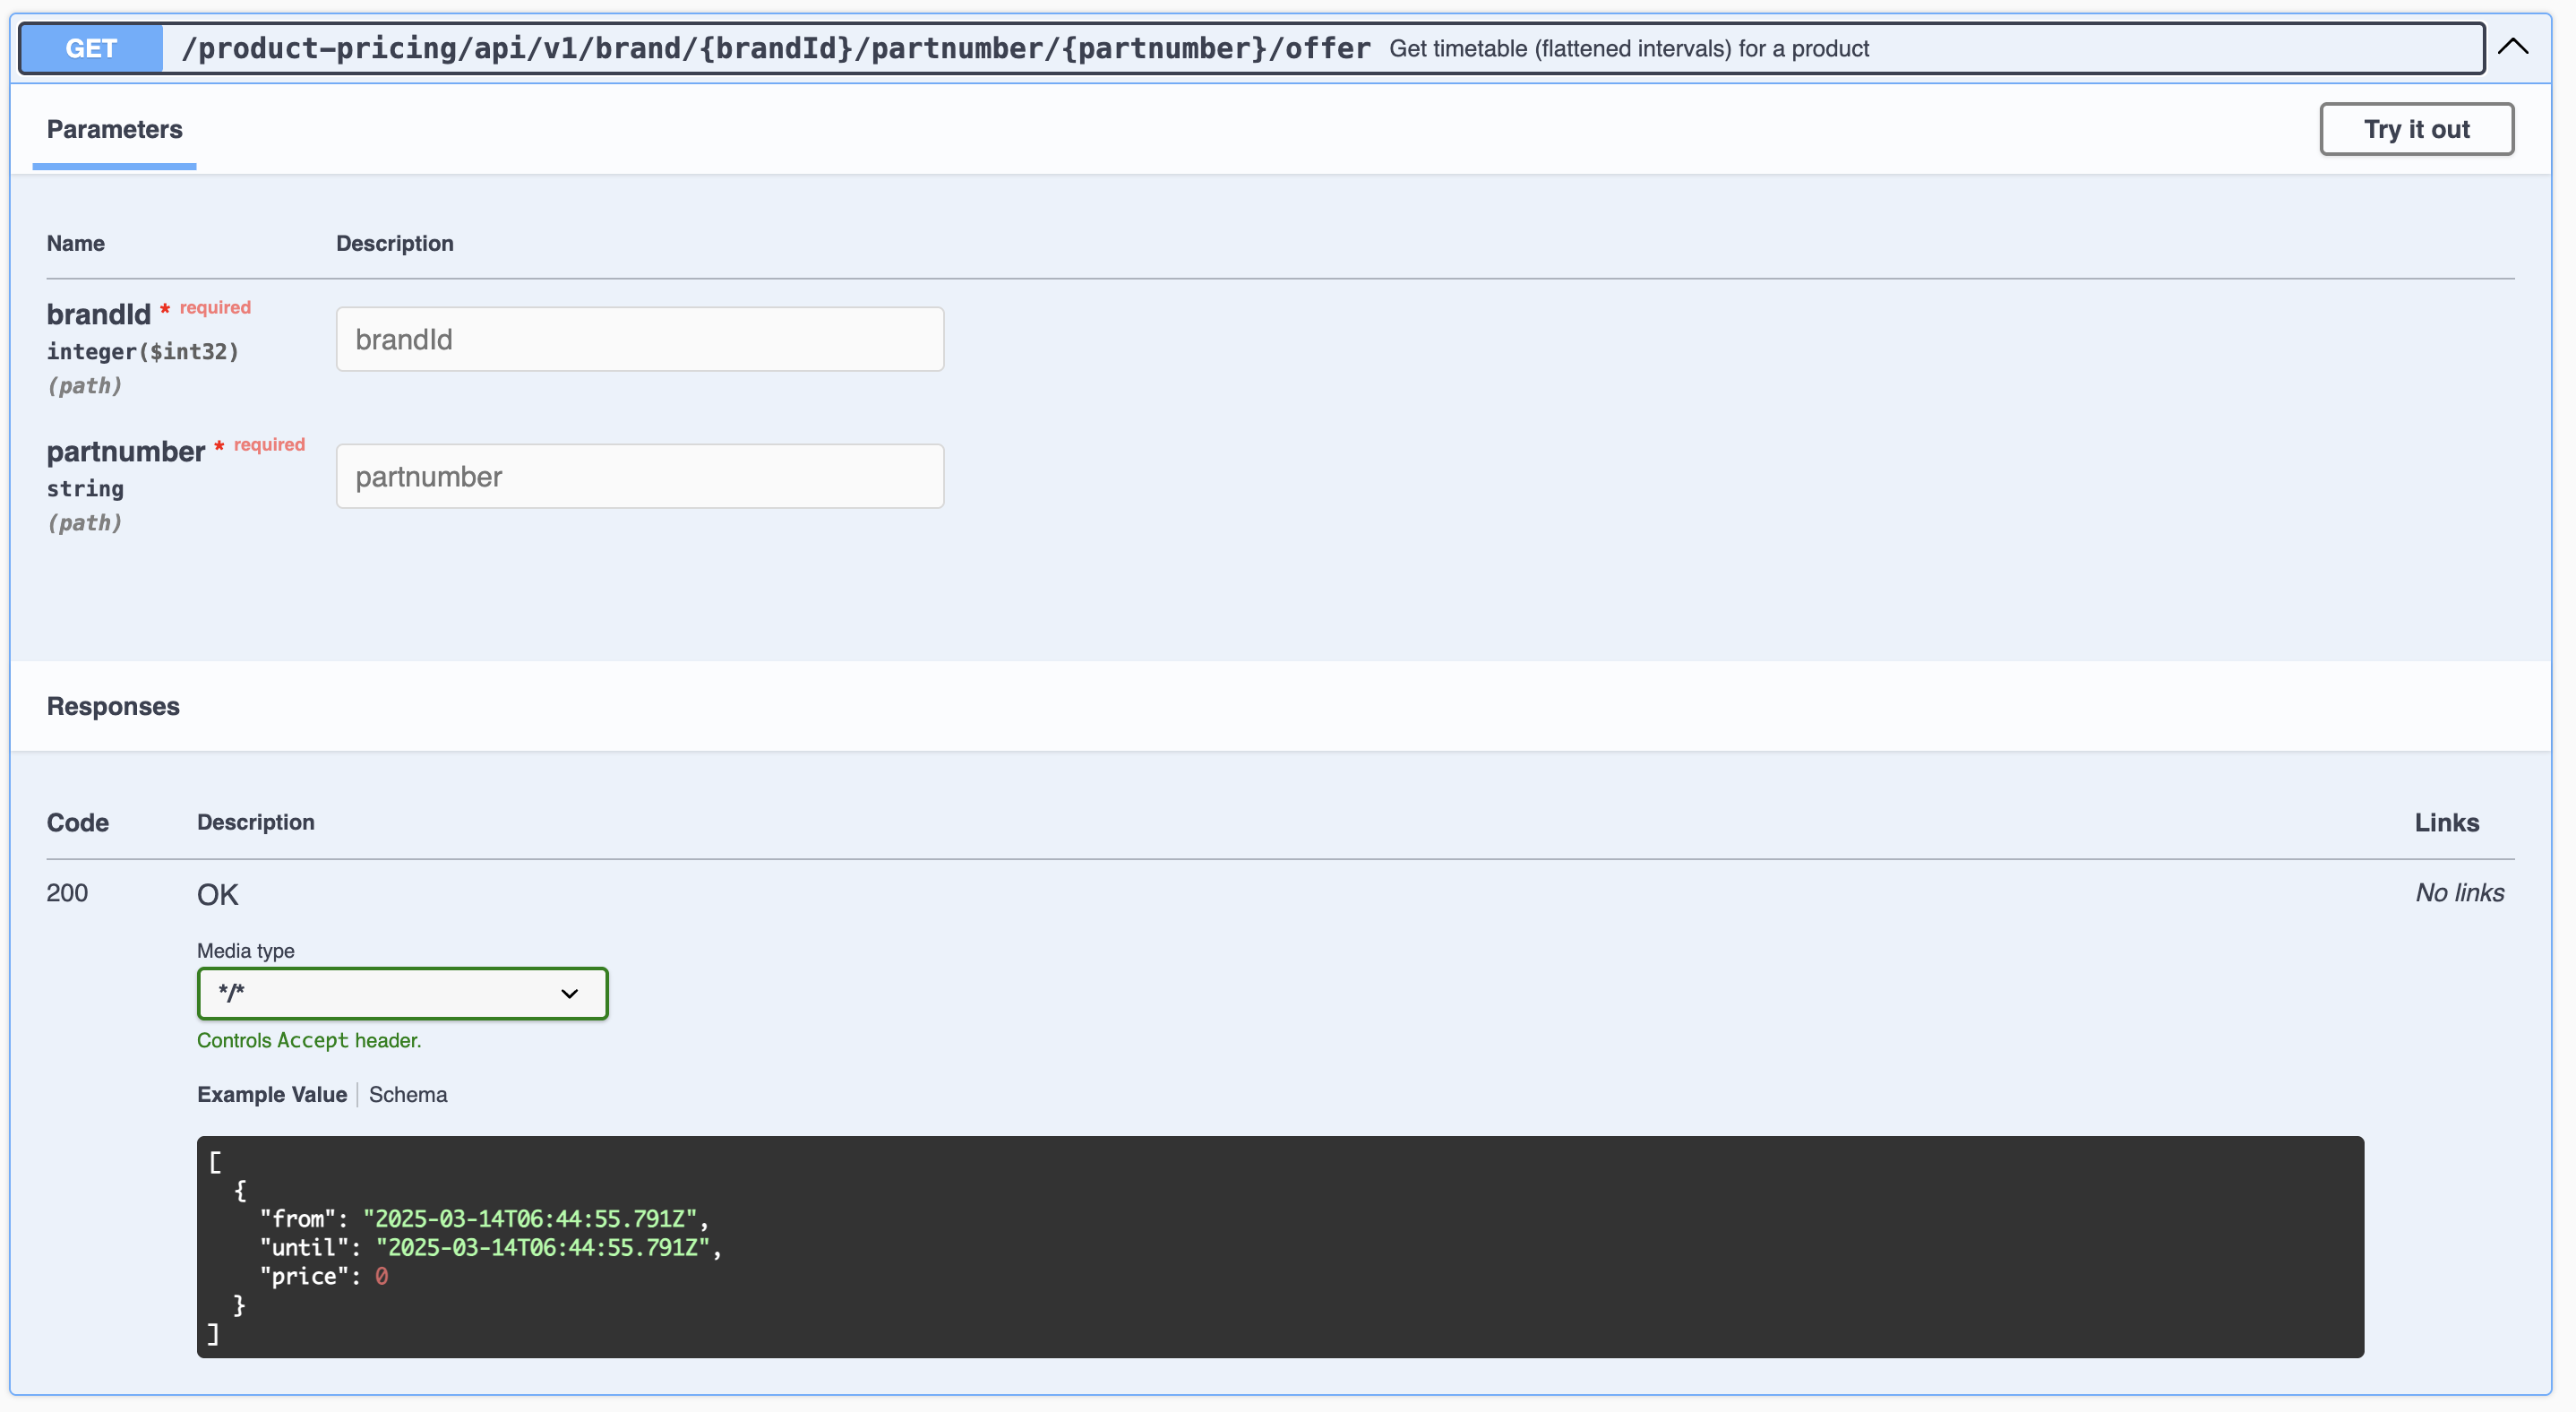 GET /product-pricing/api/v1/brand/{brandId}/partnumber/{partnumber}/offer Get timetable (flattened intervals) for a product
Parameters Try it out
Name Description
brandId * required
integer($int32)
(path)
brandId
partnumber * required
string
(path)
partnumber
Responses
Code Description Links
200 OK No links
Media type
*/*
Controls Accept header.
Example Value Schema
[
  {
    "from": "2025-03-14T06:44:55.791Z",
    "until": "2025-03-14T06:44:55.791Z",
    "price": 0
  }
]